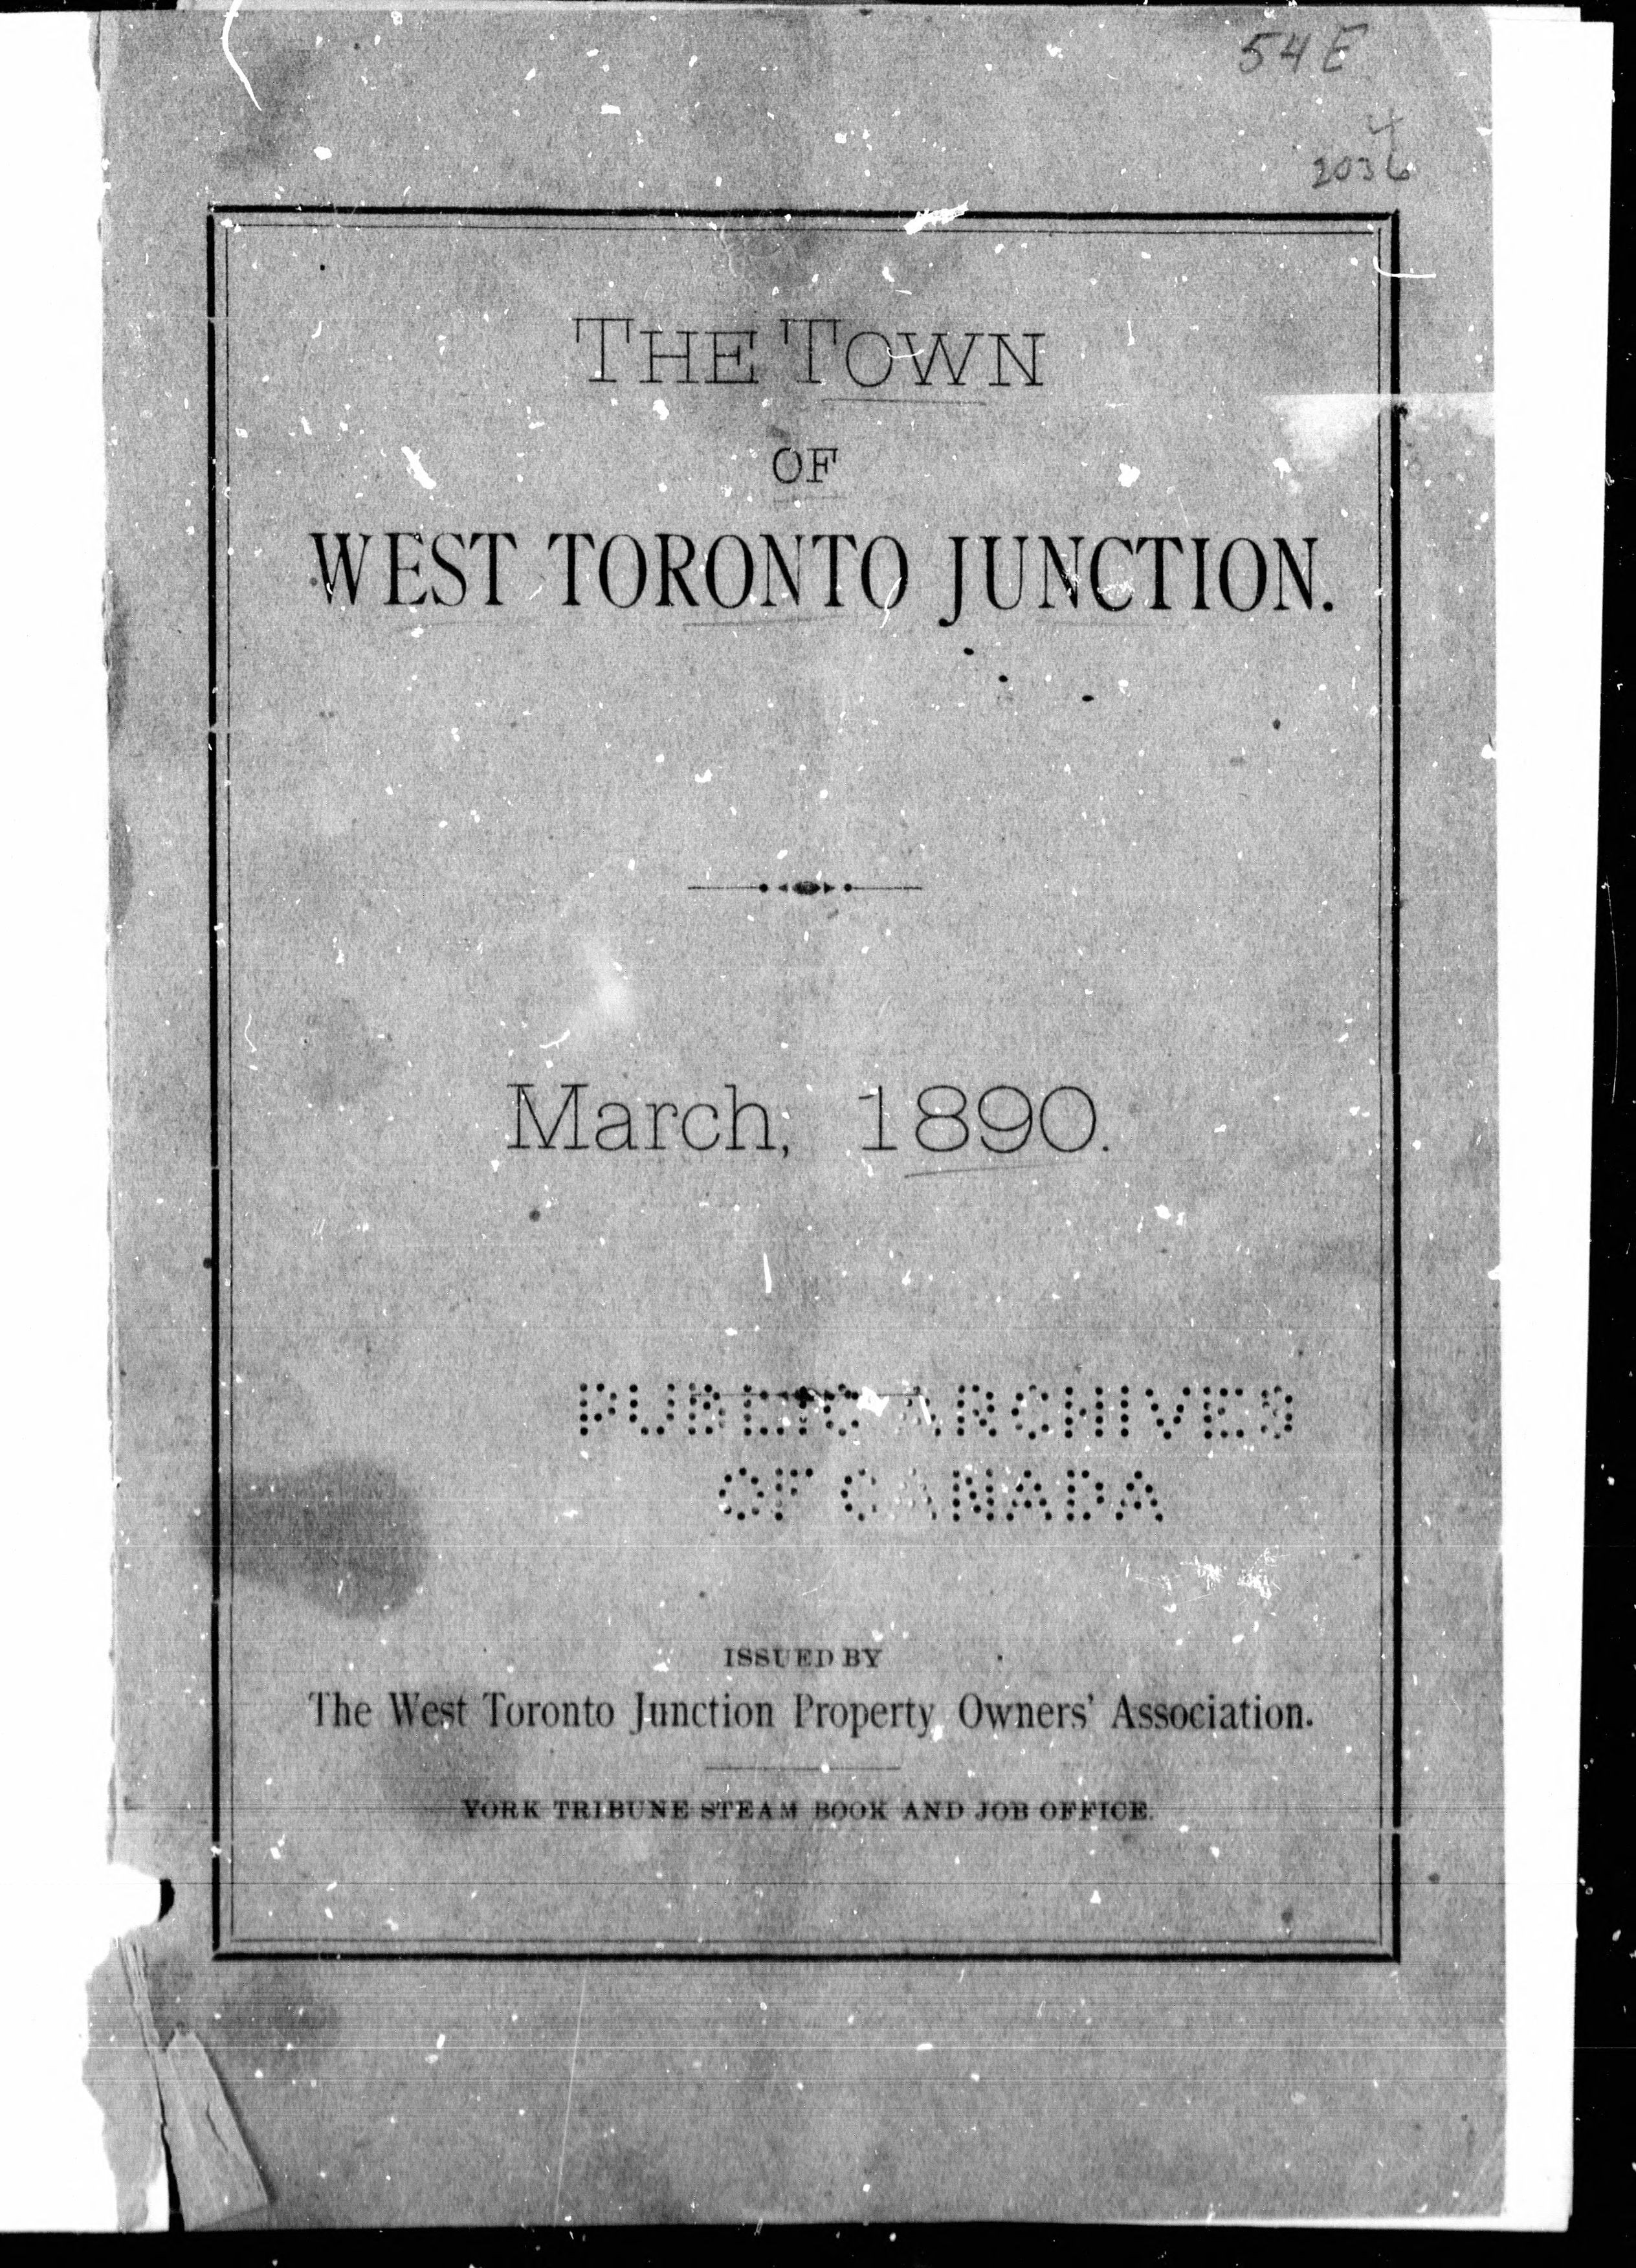 54E
4
2036
THE TOWN
OF
WEST TORONTO JUNCTION.
March, 1890.
PUBLIC ARCHIVES
OF CANADA
ISSUED BY
The West Toronto Junction Property Owners' Association.
YORK TRIBUNE STEAM BOOK AND JOB OFFICE.